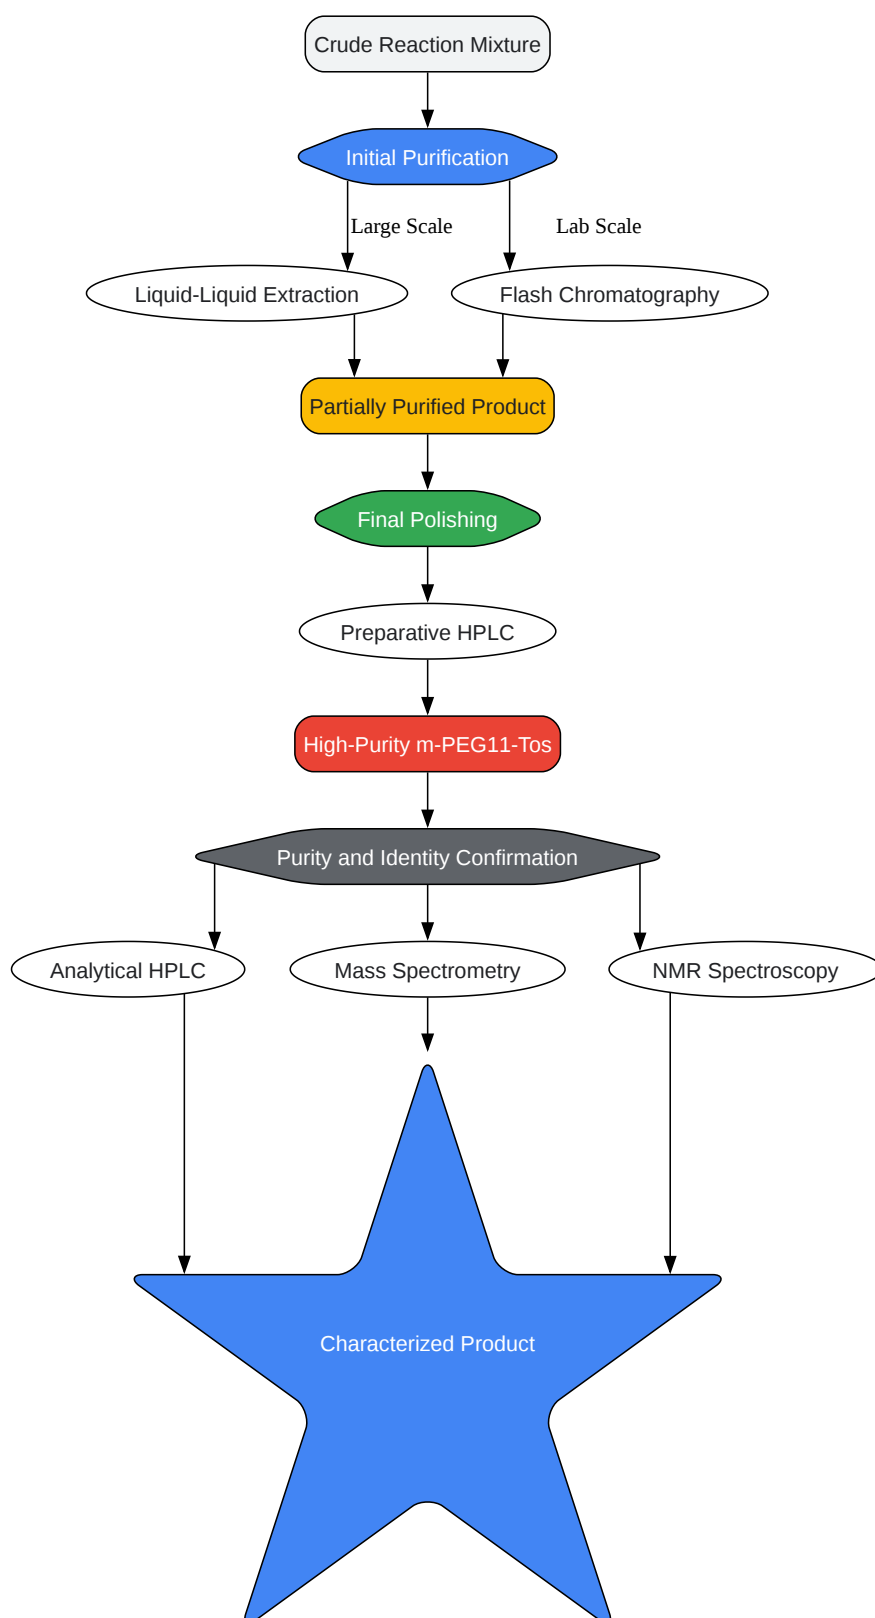 Crude Reaction Mixture
Initial Purification
Large Scale
Lab Scale
Liquid-Liquid Extraction
Flash Chromatography
Partially Purified Product
Final Polishing
Preparative HPLC
High-Purity m-PEG11-Tos
Purity and Identity Confirmation
Analytical HPLC
Mass Spectrometry
NMR Spectroscopy
Characterized Product